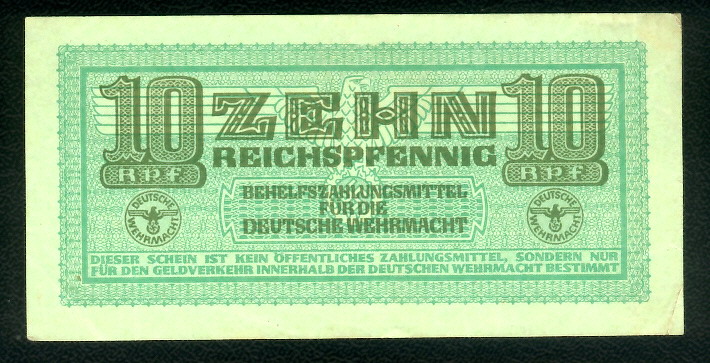 10 ZEHN 10
REICHSPFENNIG
Rpf. Rpf.
BEHELFSZAHLUNGSMITTEL
FÜR DIE
DEUTSCHE WEHRMACHT
DEUTSCHE WEHRMACHT
DEUTSCHE WEHRMACHT
DIESER SCHEIN IST KEIN ÖFFENTLICHES ZAHLUNGSMITTEL, SONDERN NUR
FÜR DEN GELDVERKEHR INNERHALB DER DEUTSCHEN WEHRMACHT BESTIMMT